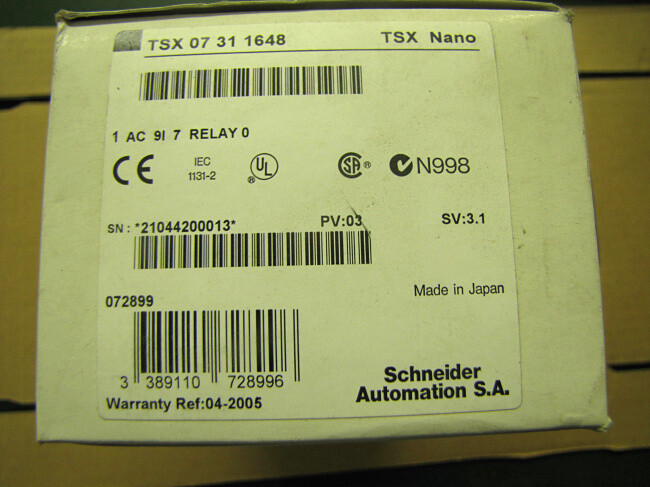 TSX 07 31 1648 TSX Nano
1 AC 9I 7 RELAY 0
CE IEC 1131-2 UL ® SA ® N998
SN : *21044200013* PV:03 SV:3.1
072899 Made in Japan
3 389110 728996
Schneider
Automation S.A.
Warranty Ref:04-2005